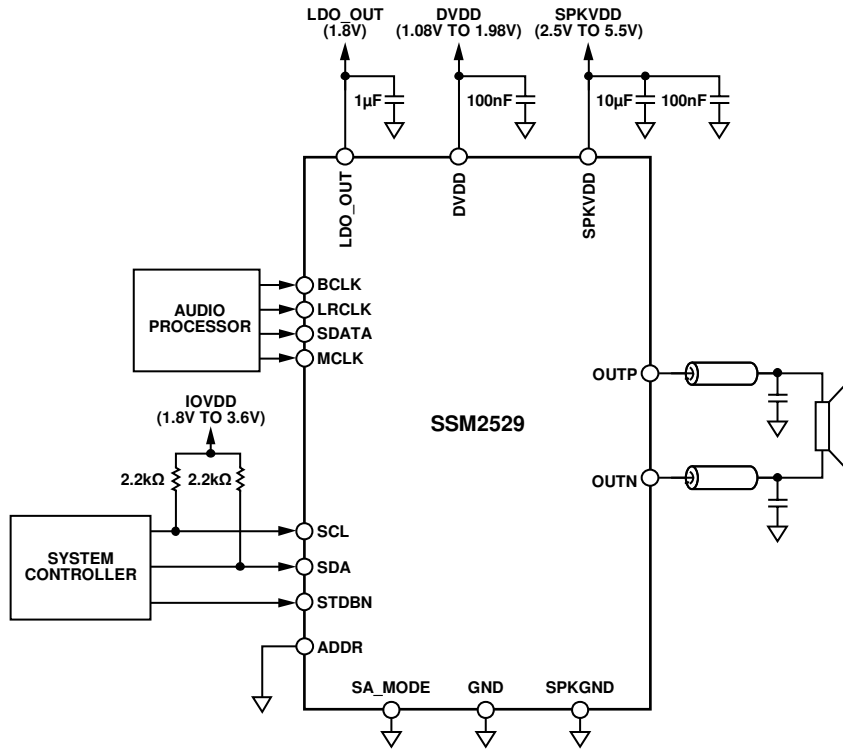 LDO_OUT
(1.8V)
DVDD
(1.08V TO 1.98V)
SPKVDD
(2.5V TO 5.5V)
1µF
100nF
10µF
100nF
LDO_OUT
DVDD
SPKVDD
AUDIO
PROCESSOR
BCLK
LRCLK
SDATA
MCLK
IOVDD
(1.8V TO 3.6V)
2.2kΩ
2.2kΩ
SSM2529
OUTP
OUTN
SYSTEM
CONTROLLER
SCL
SDA
STDBN
ADDR
SA_MODE
GND
SPKGND